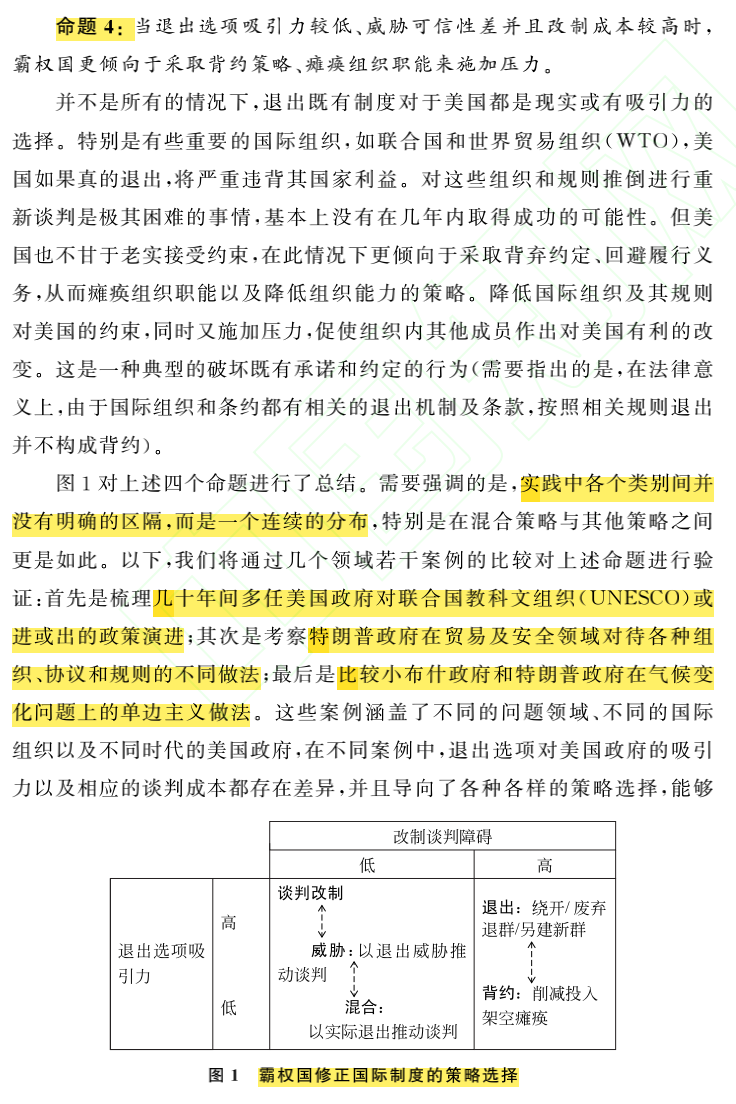 命题 4：当退出选项吸引力较低、威胁可信性差并且改制成本较高时，
霸权国更倾向于采取背约策略、瘫痪组织职能来施加压力。
并不是所有的情况下，退出既有制度对于美国都是现实或有吸引力的
选择。特别是有些重要的国际组织，如联合国和世界贸易组织（WTO），美
国如果真的退出，将严重违背其国家利益。对这些组织和规则推倒进行重
新谈判是极其困难的事情，基本上没有在几年内取得成功的可能性。但美
国也不甘于老实接受约束，在此情况下更倾向于采取背弃约定、回避履行义
务，从而瘫痪组织职能以及降低组织能力的策略。降低国际组织及其规则
对美国的约束，同时又施加压力，促使组织内其他成员作出对美国有利的改
变。这是一种典型的破坏既有承诺和约定的行为（需要指出的是，在法律意
义上，由于国际组织和条约都有相关的退出机制及条款，按照相关规则退出
并不构成背约）。
图 1 对上述四个命题进行了总结。需要强调的是，实践中各个类别间并
没有明确的区隔，而是一个连续的分布，特别是在混合策略与其他策略之间
更是如此。以下，我们将通过几个领域若干案例的比较对上述命题进行验
证：首先是梳理几十年间多任美国政府对联合国教科文组织（UNESCO）或
进或出的政策演进；其次是考察特朗普政府在贸易及安全领域对待各种组
织、协议和规则的不同做法；最后是比较小布什政府和特朗普政府在气候变
化问题上的单边主义做法。这些案例涵盖了不同的问题领域、不同的国际
组织以及不同时代的美国政府，在不同案例中，退出选项对美国政府的吸引
力以及相应的谈判成本都存在差异，并且导向了各种各样的策略选择，能够
改制谈判障碍
低
高
退出选项吸
引力
高
低
谈判改制
威胁：以退出威胁推
动谈判
混合：
以实际退出推动谈判
退出：绕开/废弃
退群/另建新群
背约：削减投入
架空瘫痪
图 1 霸权国修正国际制度的策略选择